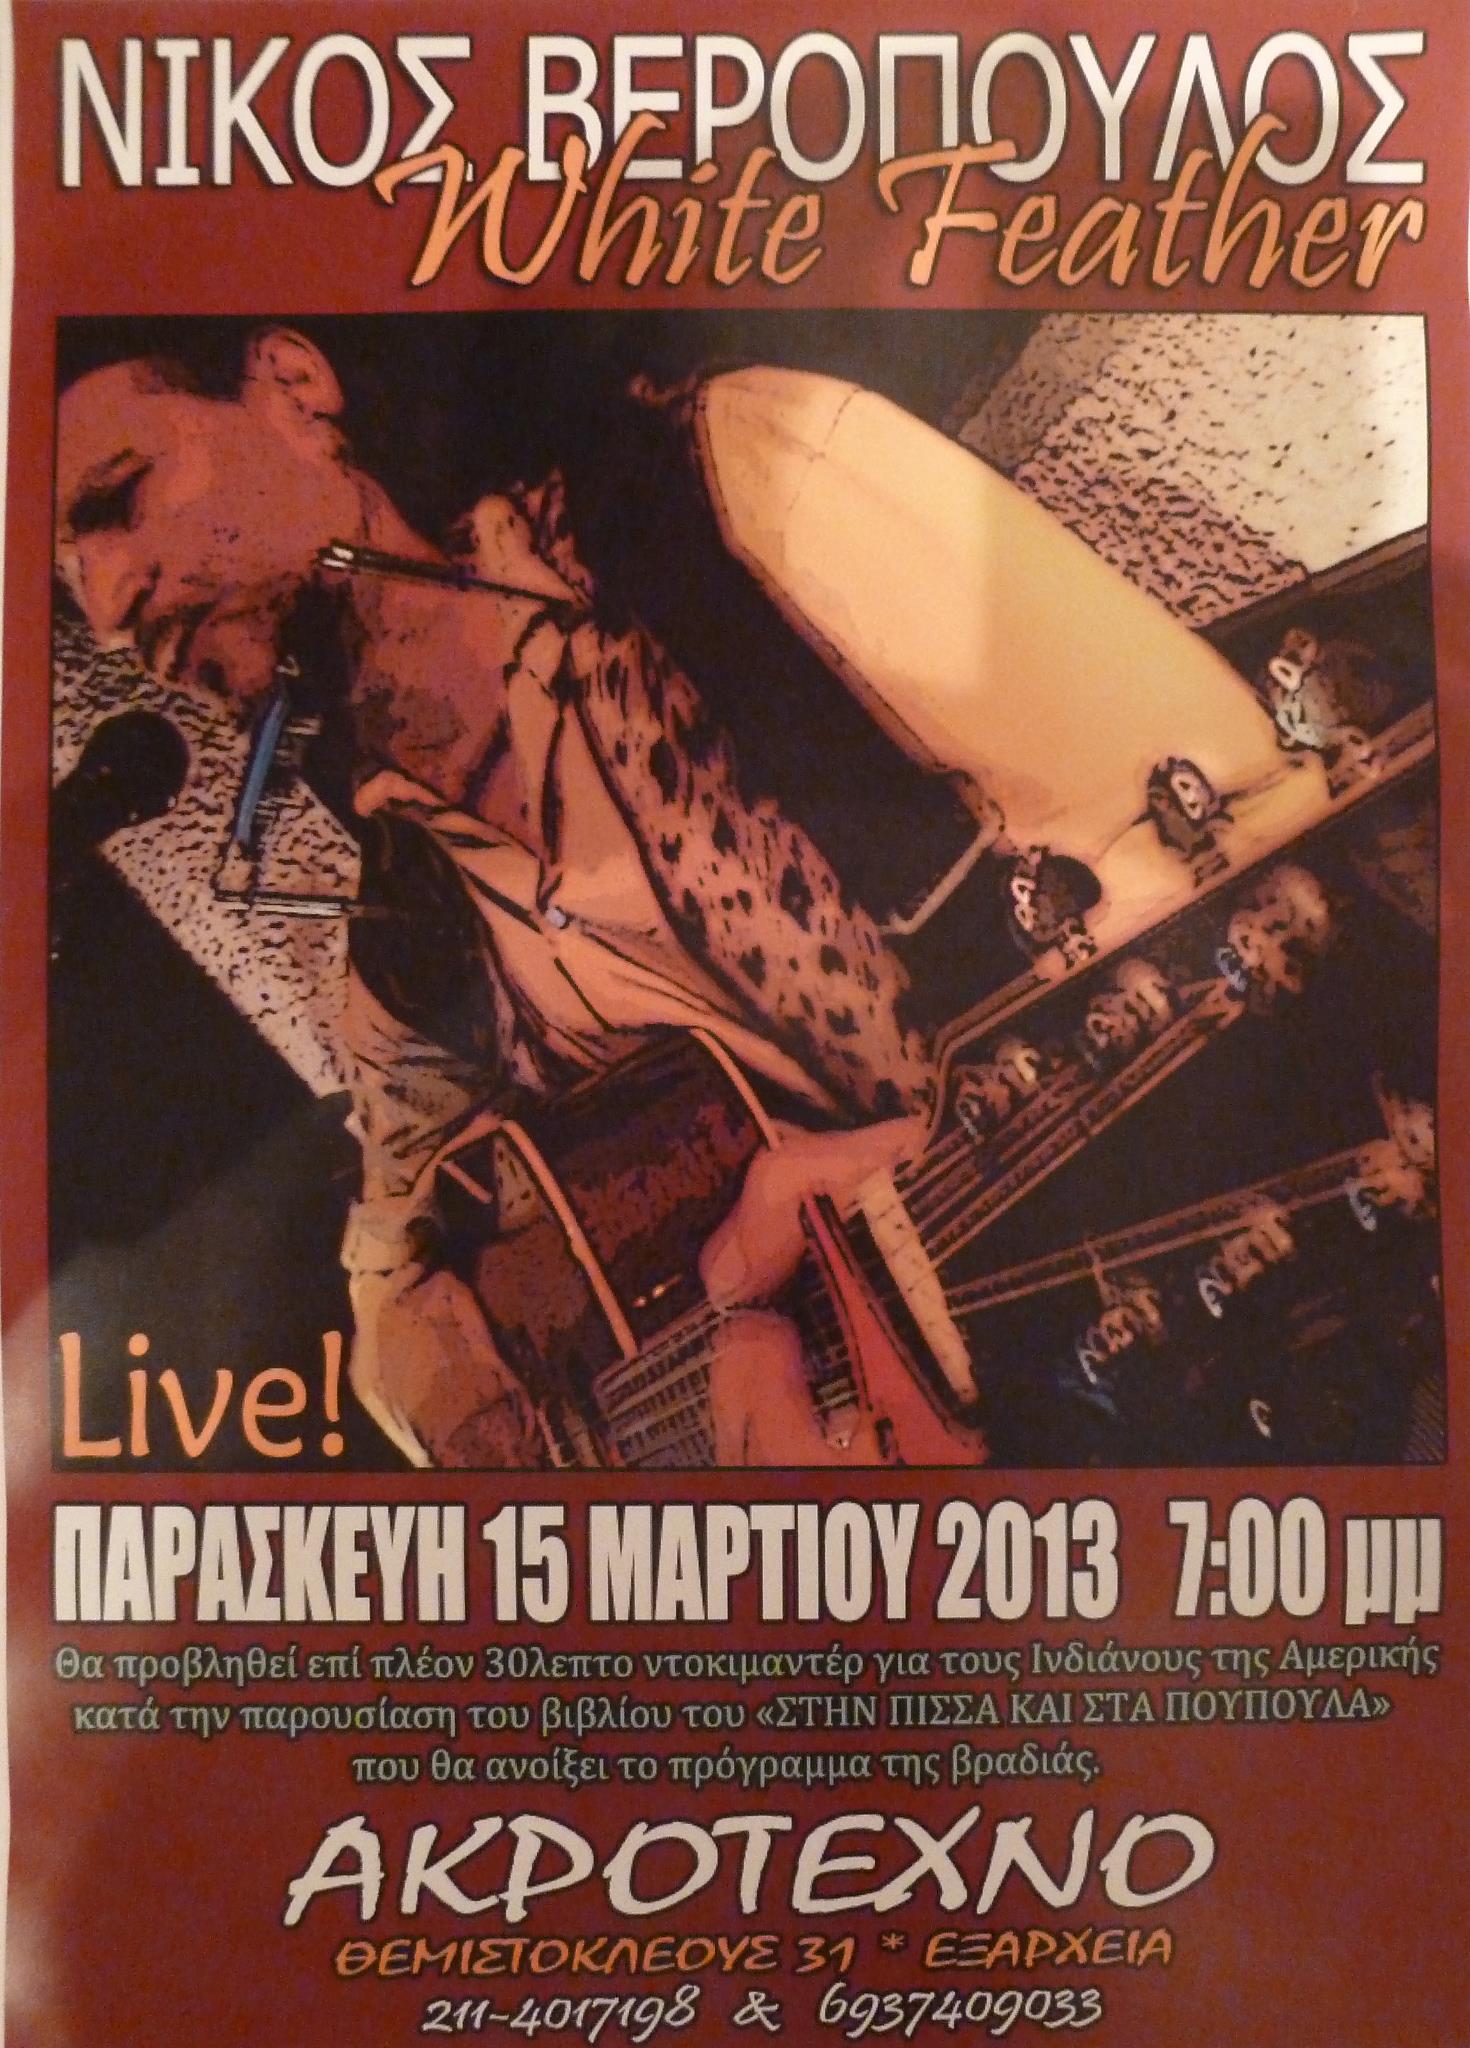 ΝΙΚΟΣ ΒΕΡΟΠΟΥΛΟΣ
White Feather
Live!
ΠΑΡΑΣΚΕΥΗ 15 ΜΑΡΤΙΟΥ 2013 7:00 μμ
Θα προβληθεί επί πλέον 30λεπτο ντοκιμαντέρ για τους Ινδιάνους της Αμερικής
κατά την παρουσίαση του βιβλίου του «ΣΤΗΝ ΠΙΣΣΑ ΚΑΙ ΣΤΑ ΠΟΥΠΟΥΛΑ»
που θα ανοίξει το πρόγραμμα της βραδιάς.
ΑΚΡΟΤΕΧΝΟ
ΘΕΜΙΣΤΟΚΛΕΟΥΣ 31 * ΕΞΑΡΧΕΙΑ
211-4017198 & 6937409033